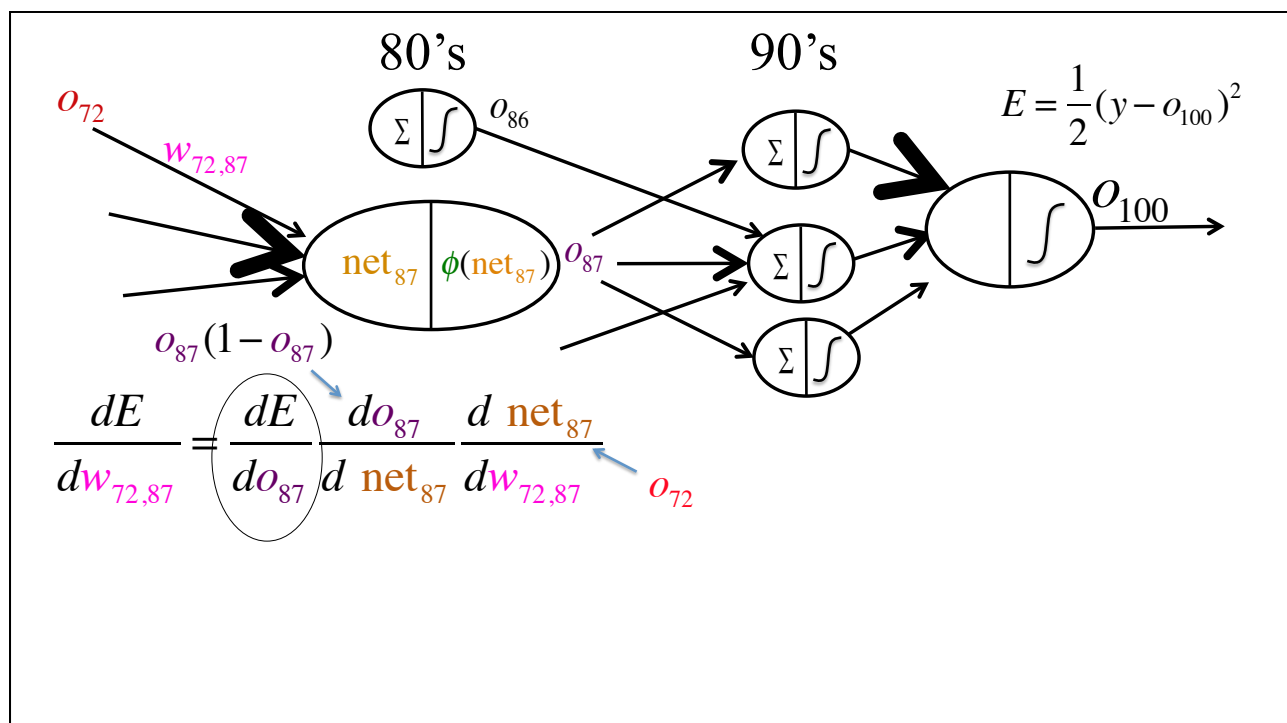 80's 90's
o₇₂ o₈₆ E = 1/2 (y − o₁₀₀)²
Σ ∫ Σ ∫
w₇₂,₈₇
∫ o₁₀₀
net₈₇ ϕ(net₈₇) o₈₇ Σ ∫
o₈₇(1 − o₈₇) Σ ∫
dE/dw₇₂,₈₇ = dE/do₈₇ do₈₇/d net₈₇ d net₈₇/dw₇₂,₈₇
o₇₂